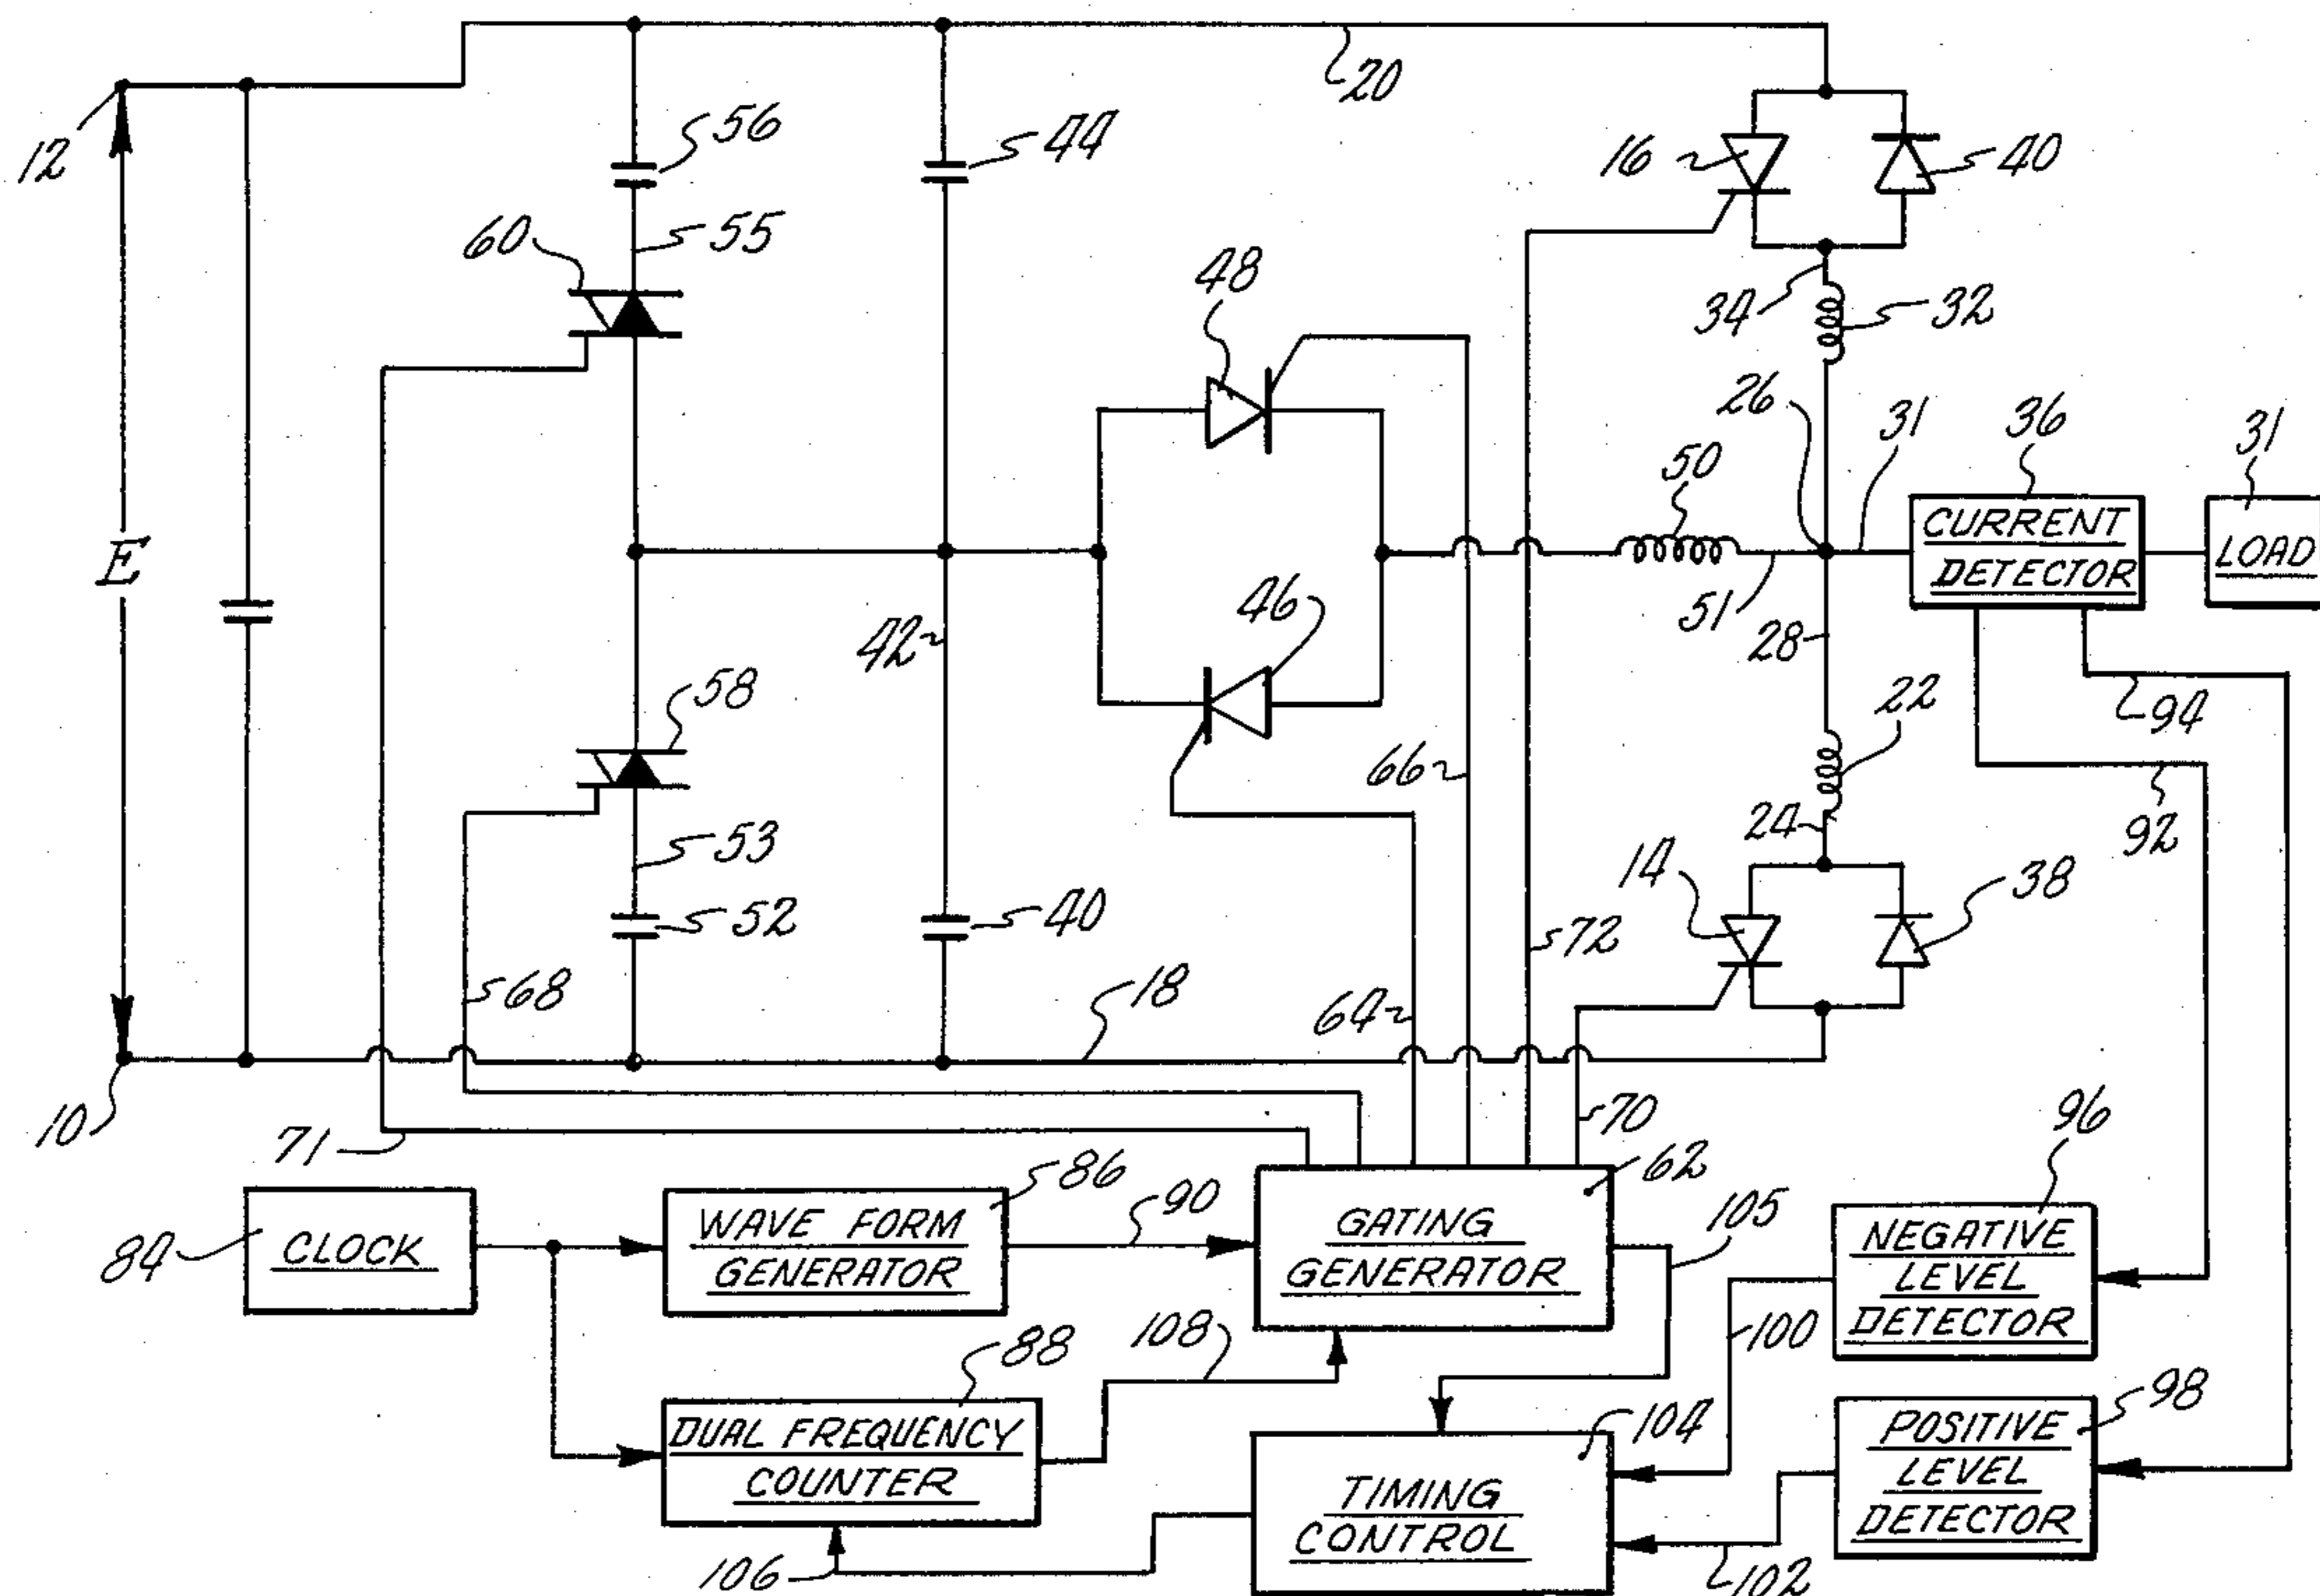 20
12
56
44
16
40
60
55
48
34
32
26
31
36
31
50
CURRENT
DETECTOR
LOAD
E
46
51
42
28
58
22
94
66
24
92
53
14
38
52
40
72
68
18
64
10
71
70
96
86
90
62
105
84
CLOCK
WAVE FORM
GENERATOR
GATING
GENERATOR
NEGATIVE
LEVEL
DETECTOR
88
108
100
104
98
DUAL FREQUENCY
COUNTER
TIMING
CONTROL
POSITIVE
LEVEL
DETECTOR
106
102